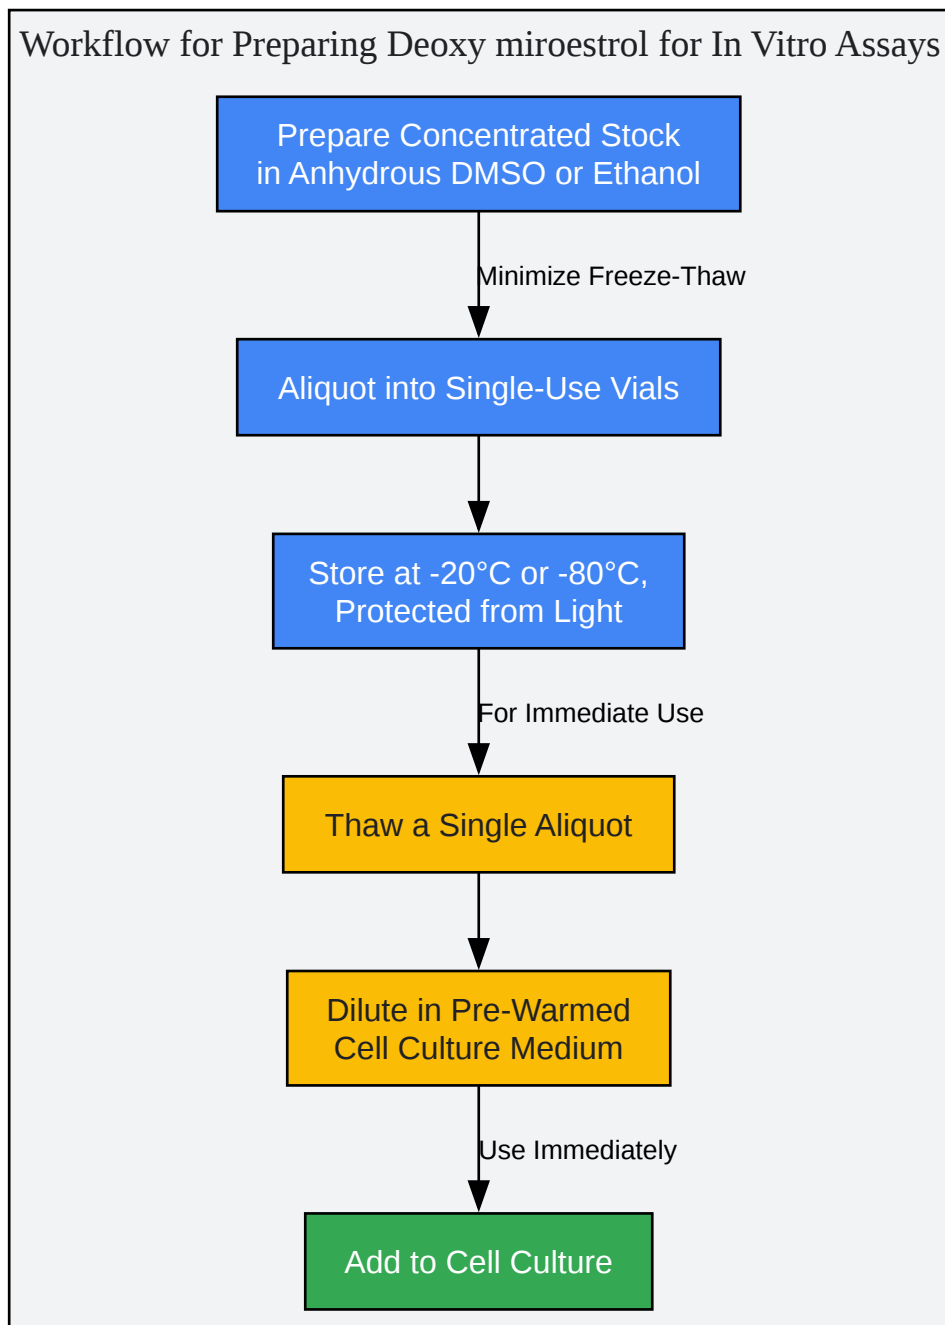 Workflow for Preparing Deoxy miroestrol for In Vitro Assays
Prepare Concentrated Stock
in Anhydrous DMSO or Ethanol
Minimize Freeze-Thaw
Aliquot into Single-Use Vials
Store at -20°C or -80°C,
Protected from Light
For Immediate Use
Thaw a Single Aliquot
Dilute in Pre-Warmed
Cell Culture Medium
Use Immediately
Add to Cell Culture